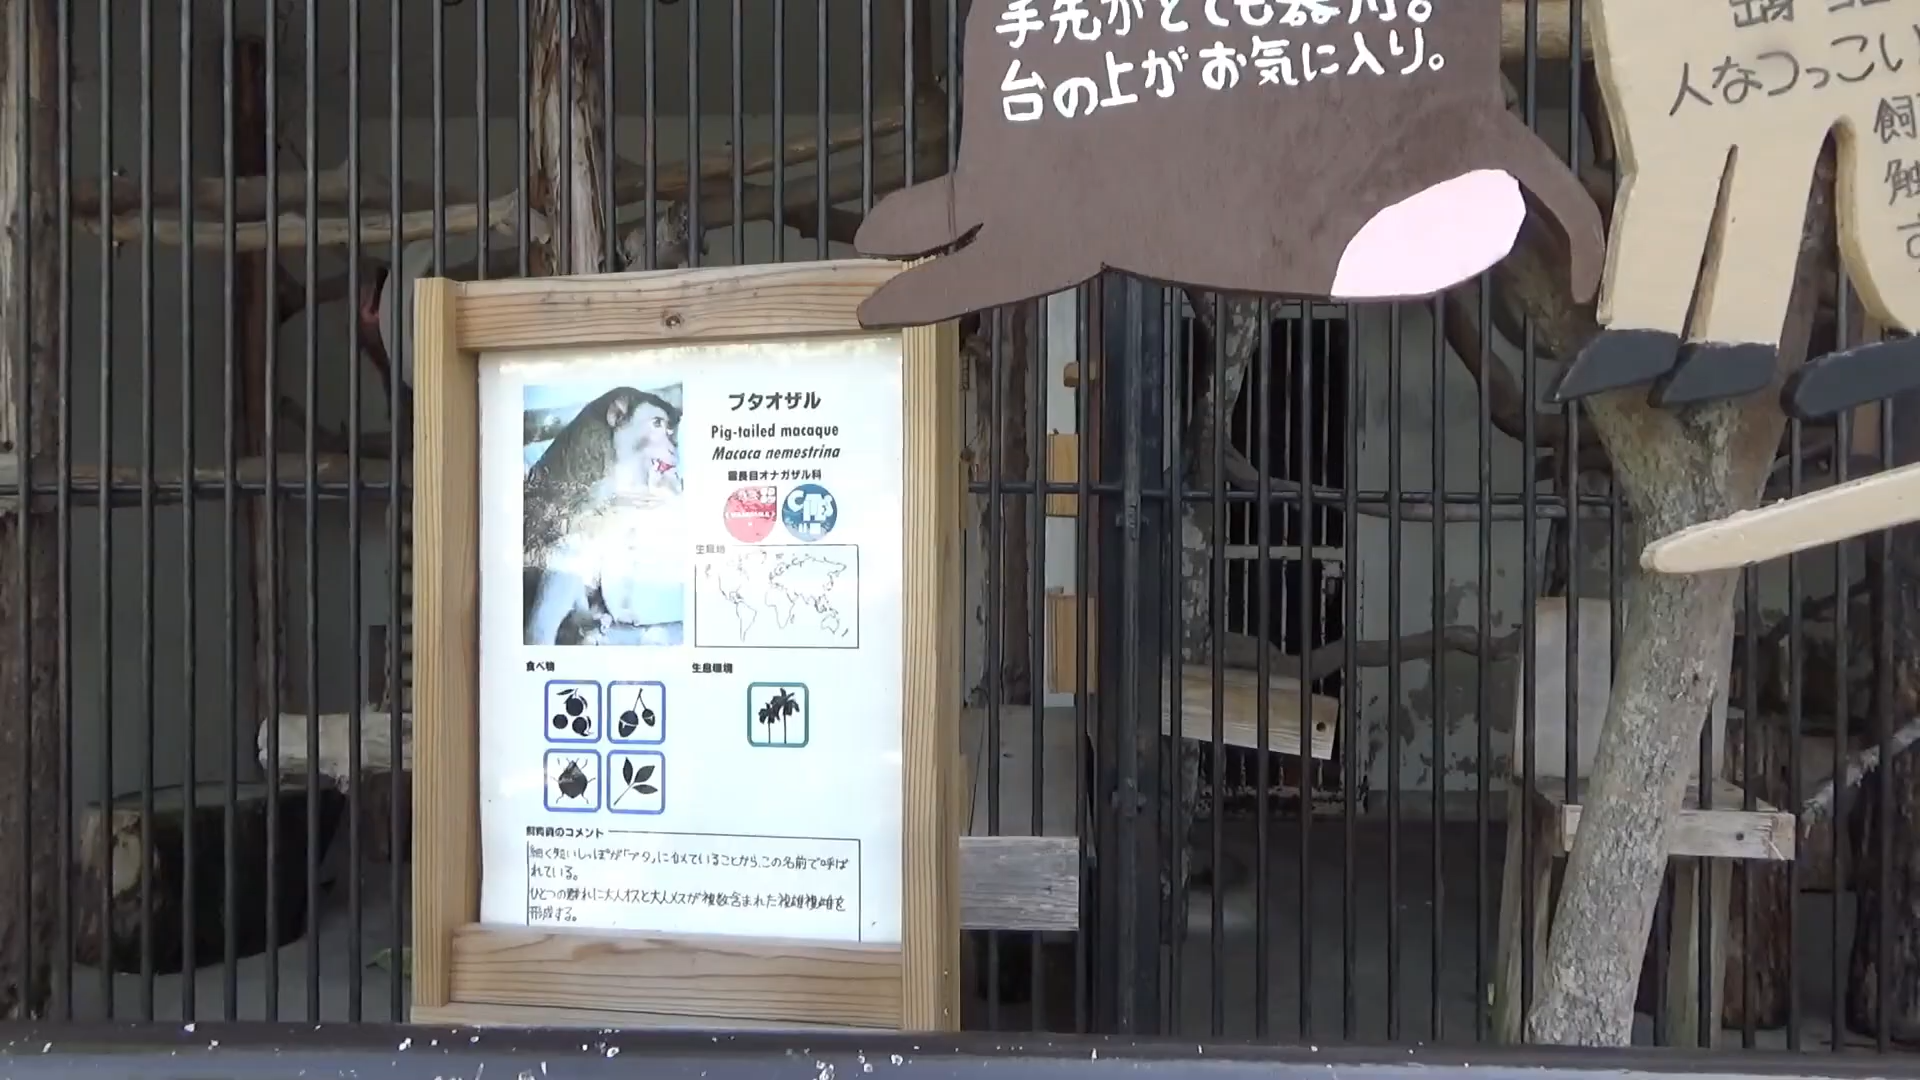 手先がとても器用。
台の上がお気に入り。
出身
人なつっこい
飼
触
す
ブタオザル
Pig-tailed macaque
Macaca nemestrina
霊長目オナガザル科
生息地
食べ物
生息環境
飼育員のコメント
細く短いしっぽが「ブタ」に似ていることから、この名前で呼ば
れている。
ひとつの群れに大人オスと大人メスが複数含まれた複雄複雌を
形成する。